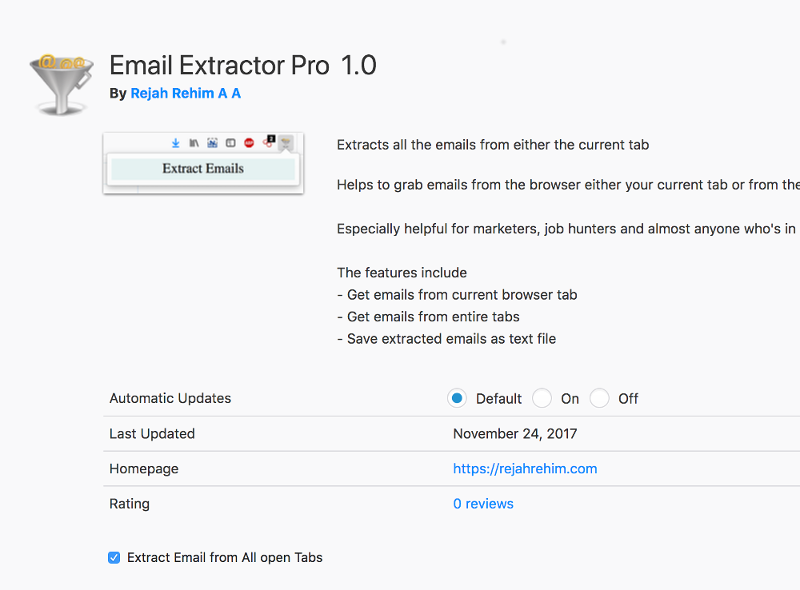 Email Extractor Pro 1.0
By Rejah Rehim A A
Extract Emails
Extracts all the emails from either the current tab
Helps to grab emails from the browser either your current tab or from the
Especially helpful for marketers, job hunters and almost anyone who's in
The features include
- Get emails from current browser tab
- Get emails from entire tabs
- Save extracted emails as text file
Automatic Updates Default On Off
Last Updated November 24, 2017
Homepage https://rejahrehim.com
Rating 0 reviews
Extract Email from All open Tabs